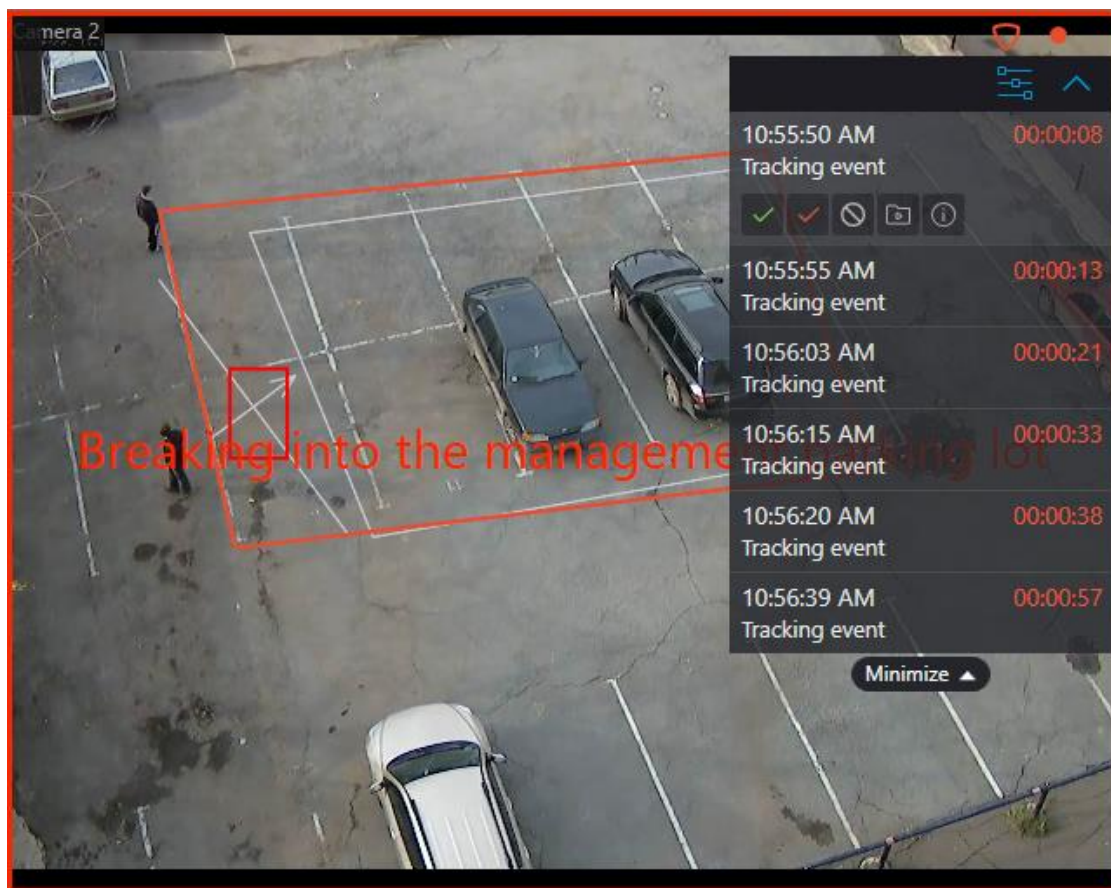 Camera 2
10:55:50 AM 00:00:08
Tracking event
10:55:55 AM 00:00:13
Tracking event
10:56:03 AM 00:00:21
Tracking event
Breaking into the management parking lot
10:56:15 AM 00:00:33
Tracking event
10:56:20 AM 00:00:38
Tracking event
10:56:39 AM 00:00:57
Tracking event
Minimize